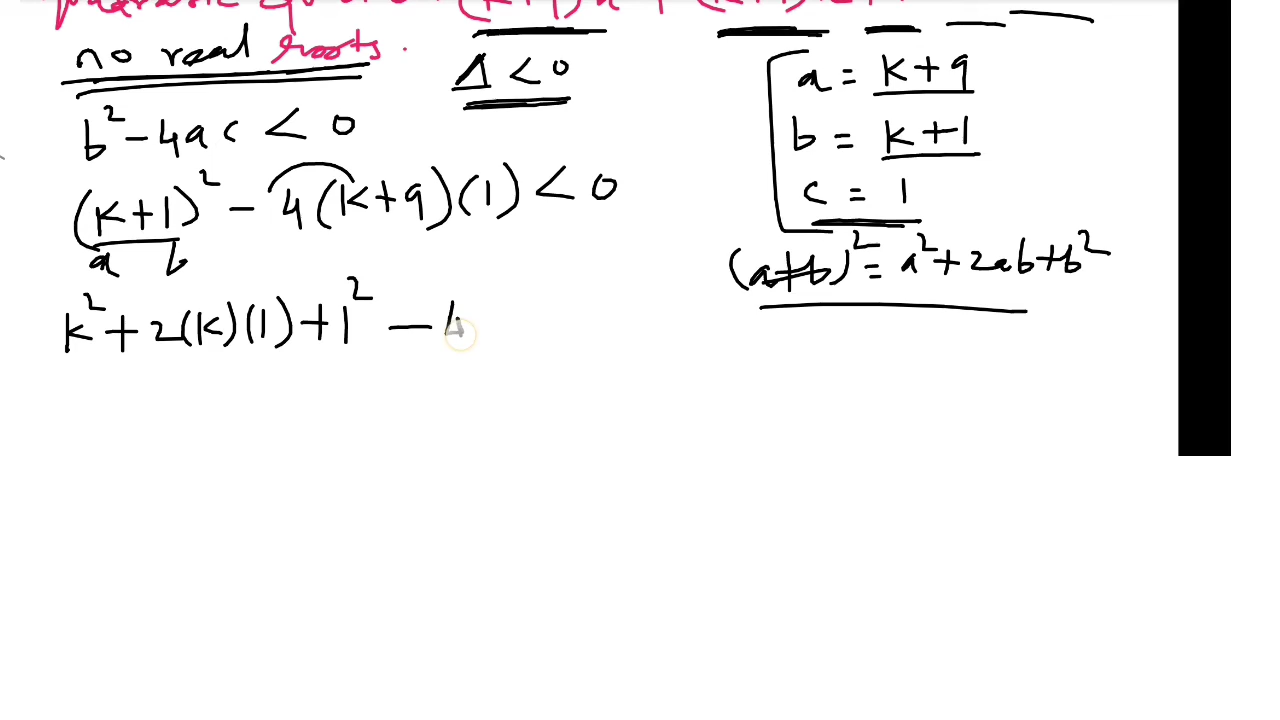 no real roots.
Δ < 0
b² - 4ac < 0
(k+1)² - 4(k+9)(1) < 0
a b
k² + 2(k)(1) + 1² - 4
a = k+9
b = k+1
c = 1
(a+b)² = a² + 2ab + b²